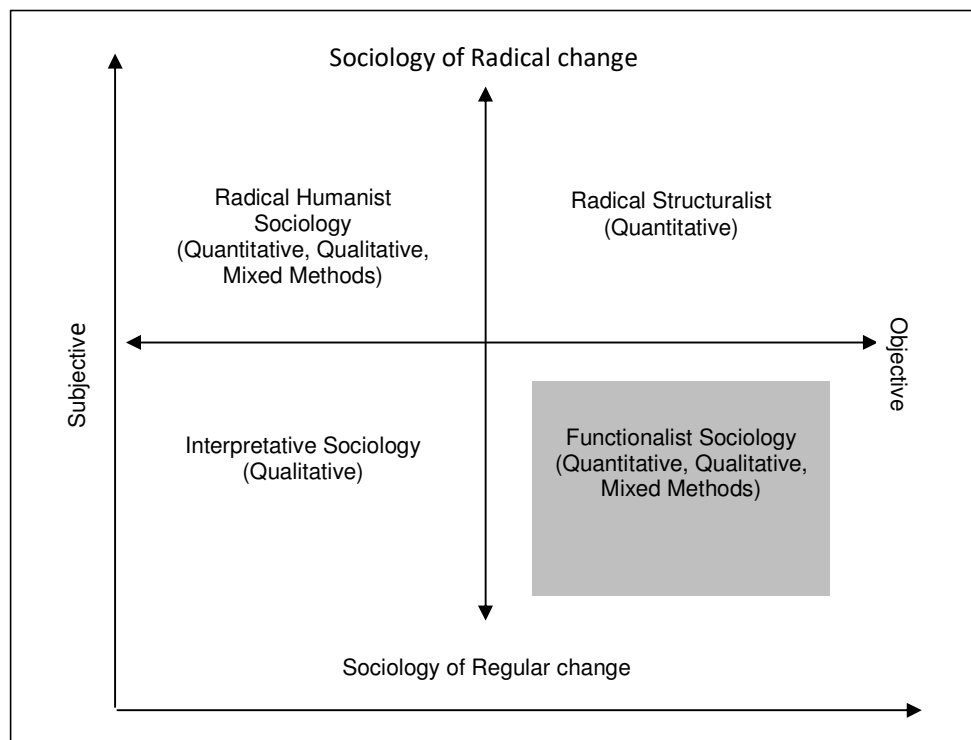 Sociology of Radical change
Radical Humanist
Sociology
(Quantitative, Qualitative,
Mixed Methods)
Radical Structuralist
(Quantitative)
Subjective
Objective
Interpretative Sociology
(Qualitative)
Functionalist Sociology
(Quantitative, Qualitative,
Mixed Methods)
Sociology of Regular change